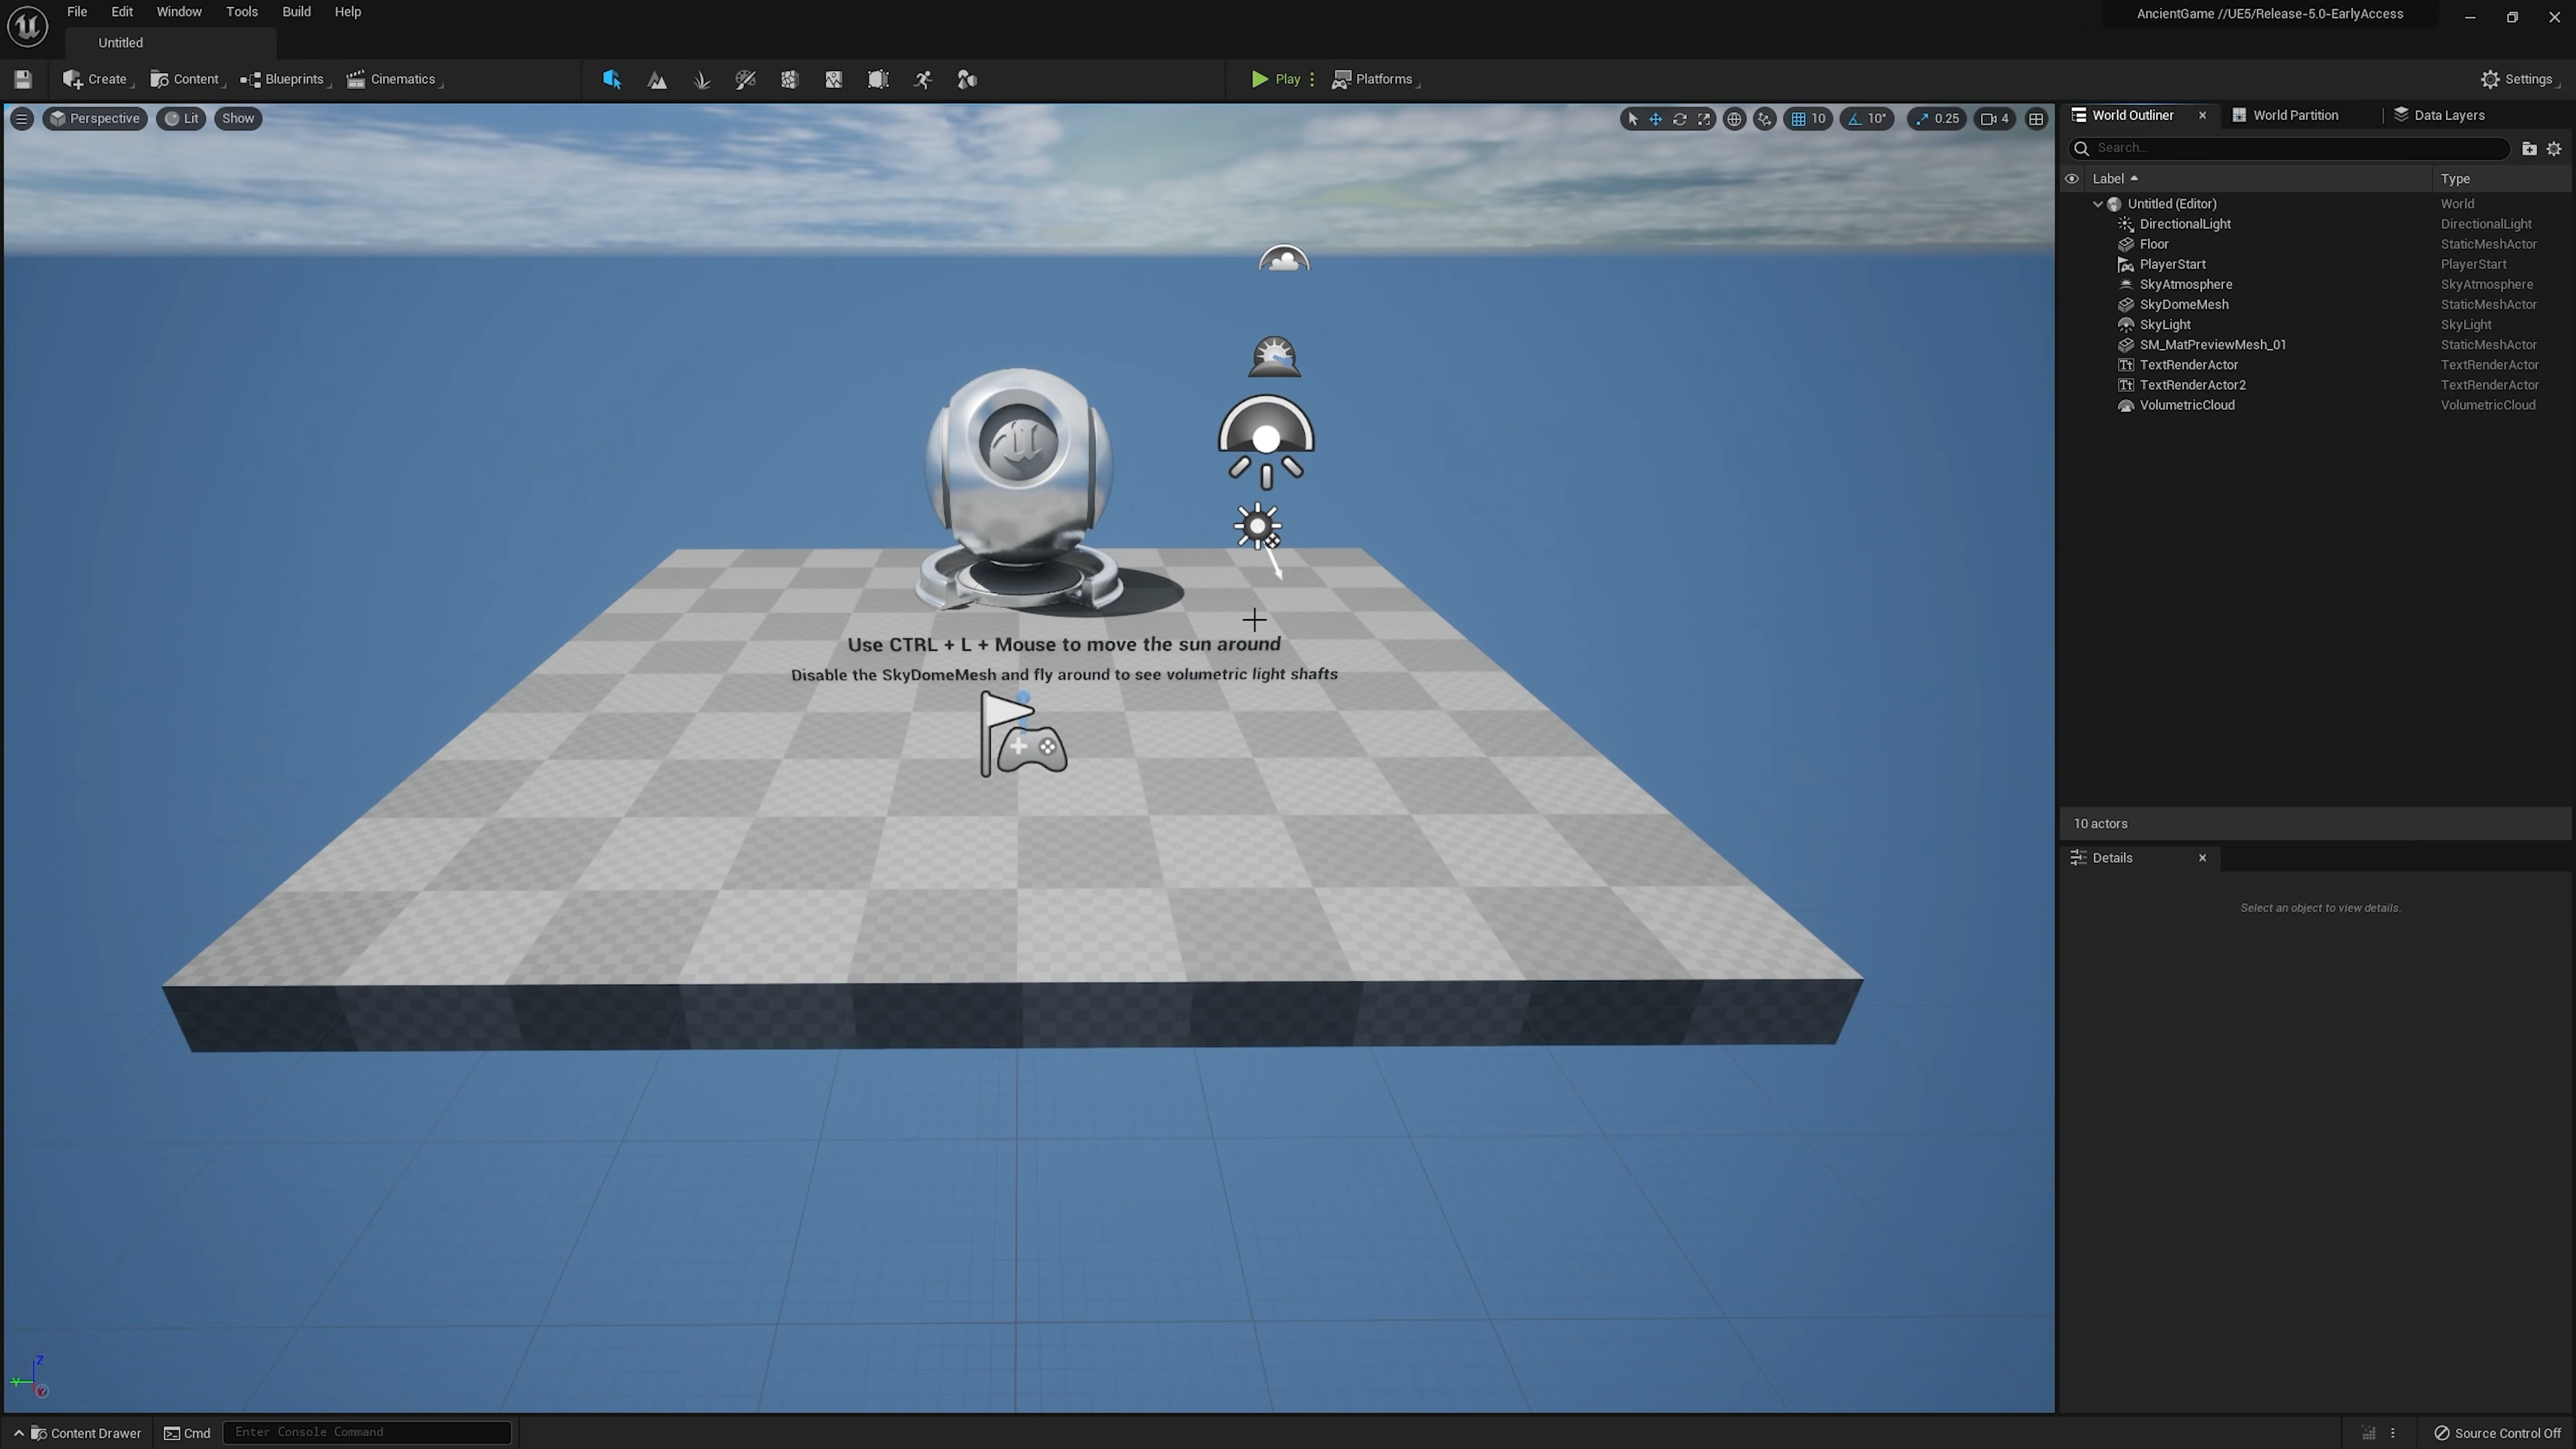 File Edit Window Tools Build Help
AncientGame //UE5/Release-5.0-EarlyAccess
Untitled
Create Content Blueprints Cinematics
Play Platforms
Settings
Perspective Lit Show
10 10° 0.25 4
World Outliner World Partition Data Layers
Search...
Label Type
Untitled (Editor) World
DirectionalLight DirectionalLight
Floor StaticMeshActor
PlayerStart PlayerStart
SkyAtmosphere SkyAtmosphere
SkyDomeMesh StaticMeshActor
SkyLight SkyLight
SM_MatPreviewMesh_01 StaticMeshActor
TextRenderActor TextRenderActor
TextRenderActor2 TextRenderActor
VolumetricCloud VolumetricCloud
Use CTRL + L + Mouse to move the sun around
Disable the SkyDomeMesh and fly around to see volumetric light shafts
10 actors
Details
Select an object to view details.
Z
Y
Content Drawer Cmd Enter Console Command
Source Control Off